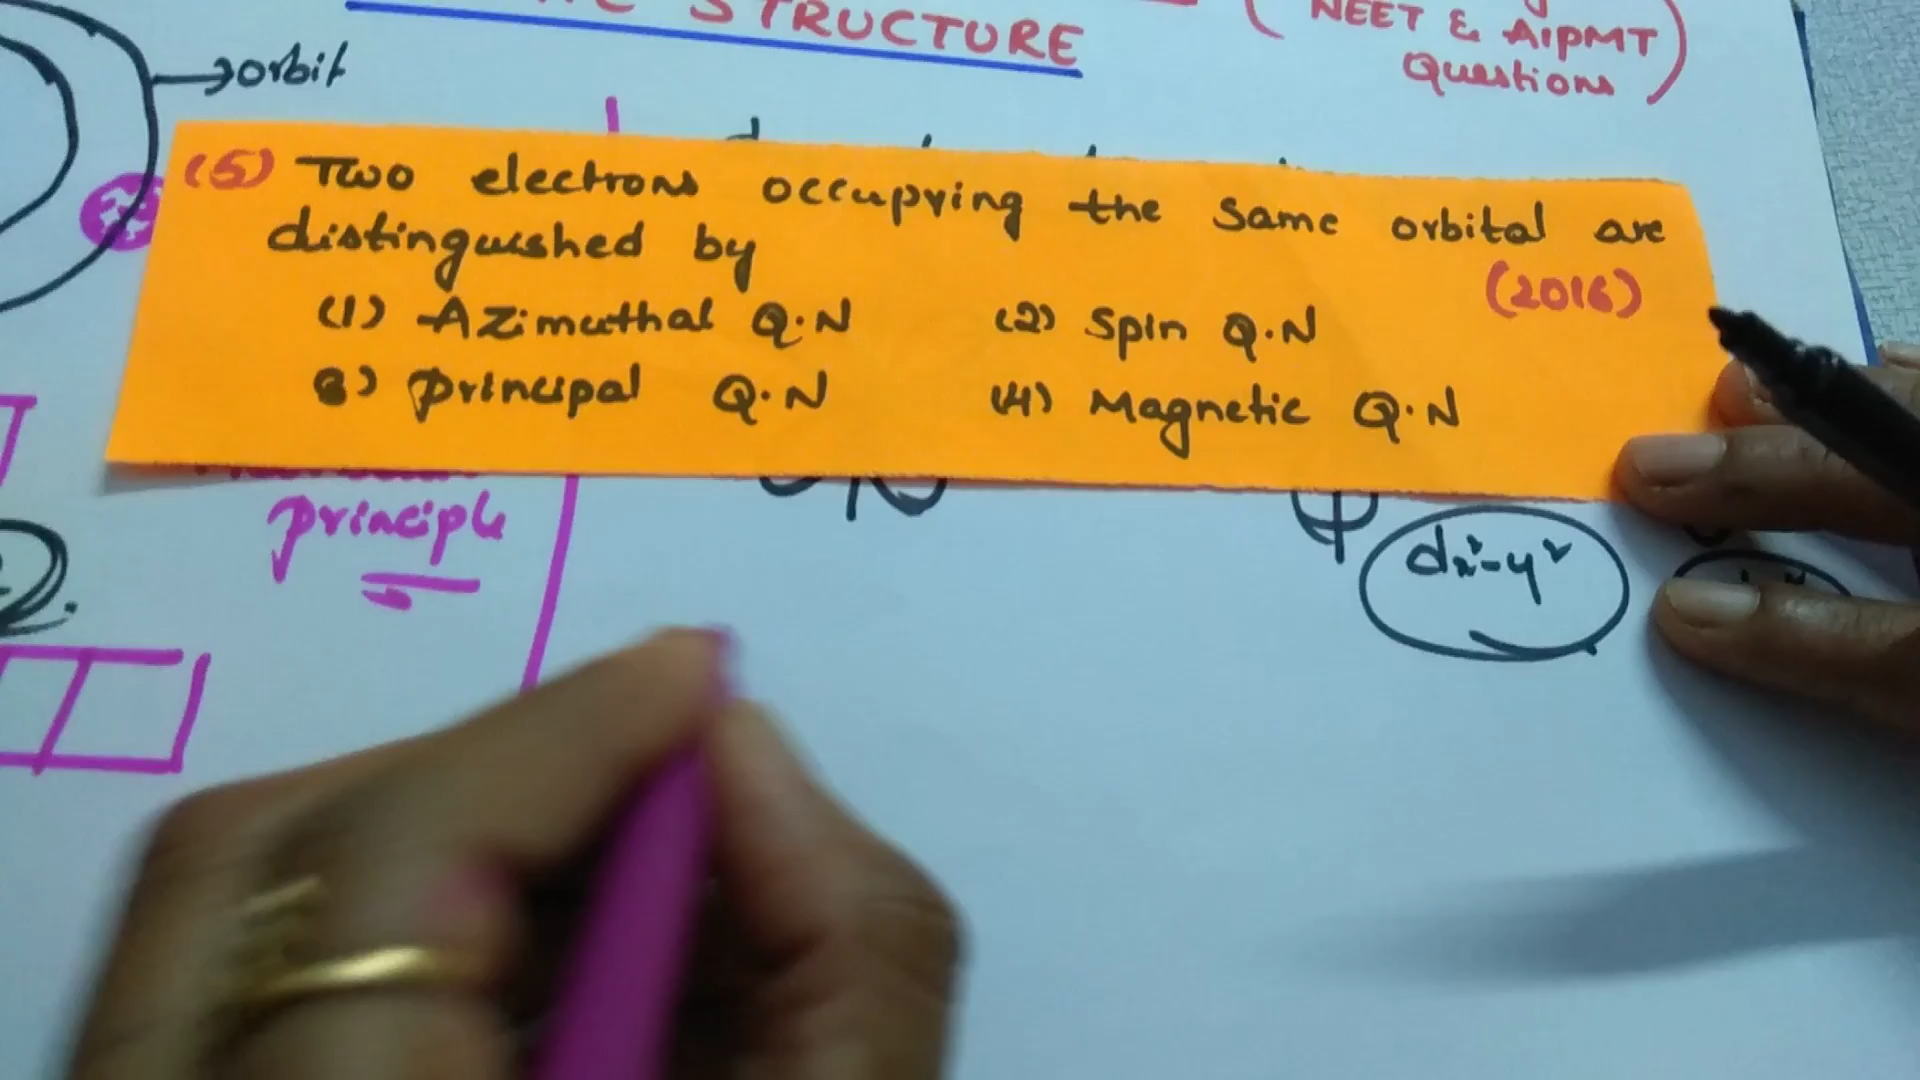 STRUCTURE
NEET & AIPMT
Questions
orbit
(5) Two electrons occupying the same orbital are
distinguished by
(2016)
(1) Azimuthal Q.N (2) Spin Q.N
(3) Principal Q.N (4) Magnetic Q.N
principle
dx²-y²